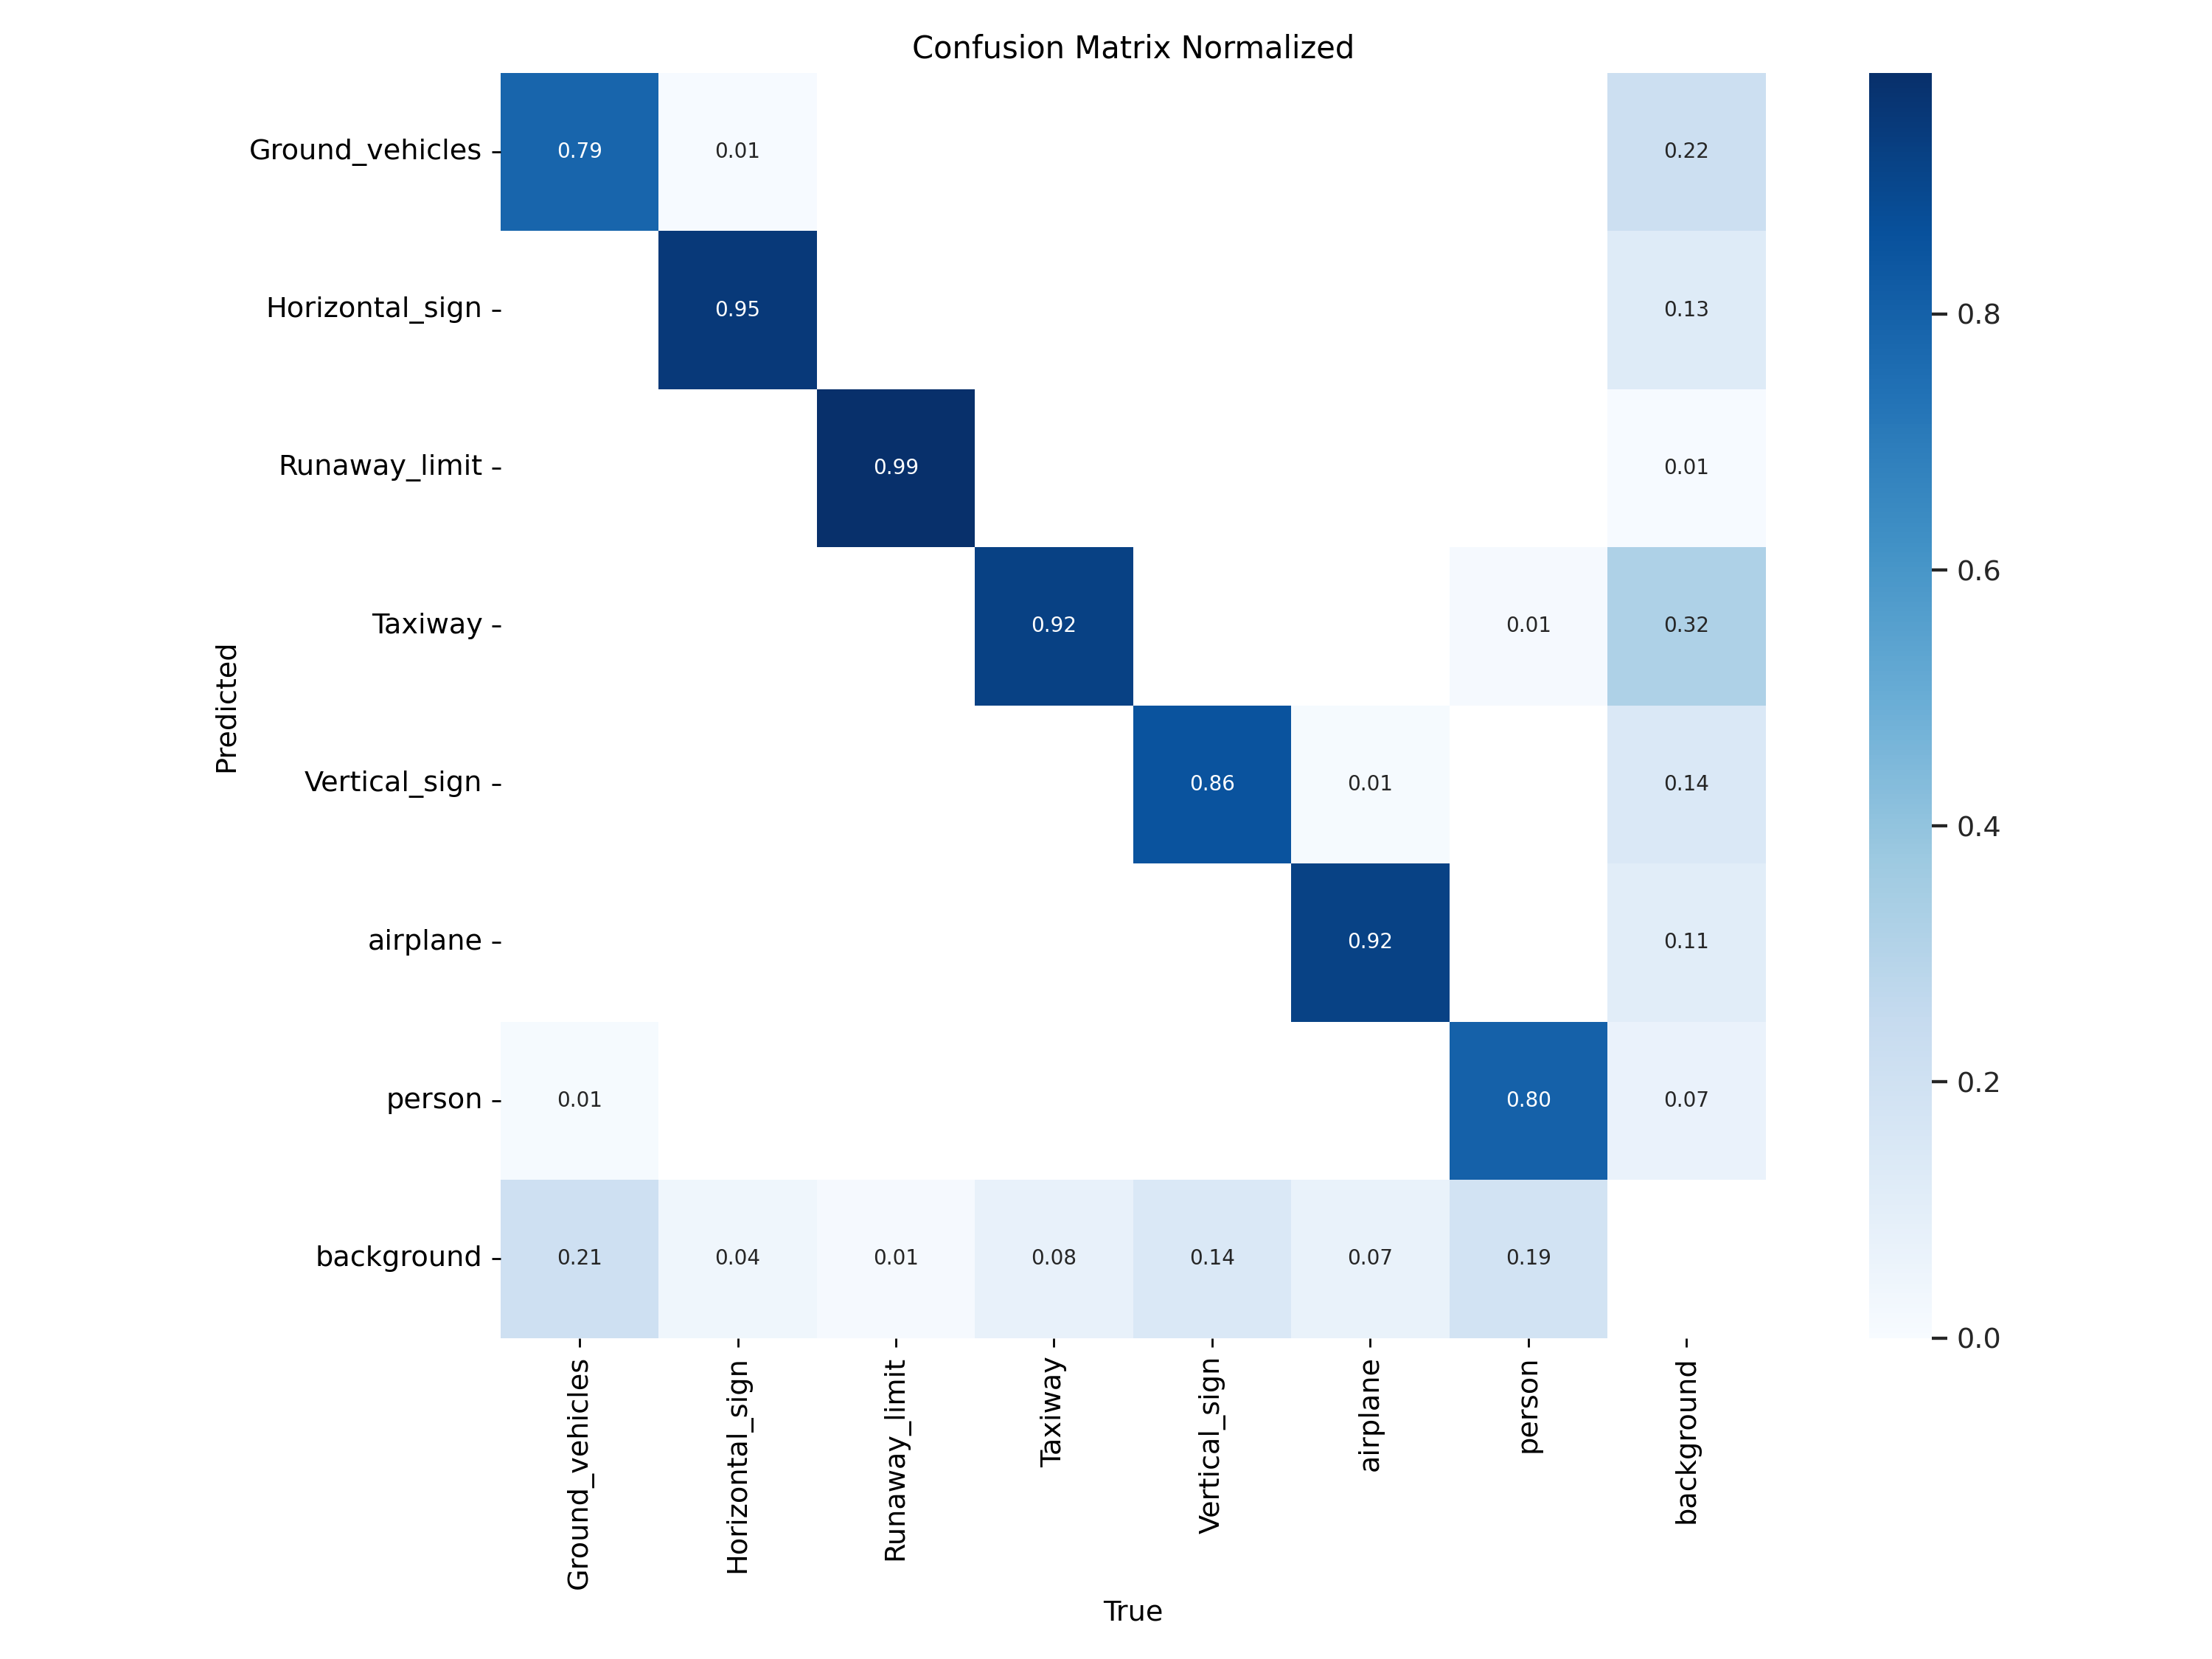 Confusion Matrix Normalized
Ground_vehicles 0.79 0.01 0.22
Horizontal_sign 0.95 0.13 0.8
Runaway_limit 0.99 0.01
0.6
Taxiway 0.92 0.01 0.32
Predicted
Vertical_sign 0.86 0.01 0.14 0.4
airplane 0.92 0.11
person 0.01 0.80 0.07 0.2
background 0.21 0.04 0.01 0.08 0.14 0.07 0.19
0.0
Ground_vehicles Horizontal_sign Runaway_limit Taxiway Vertical_sign airplane person background
True